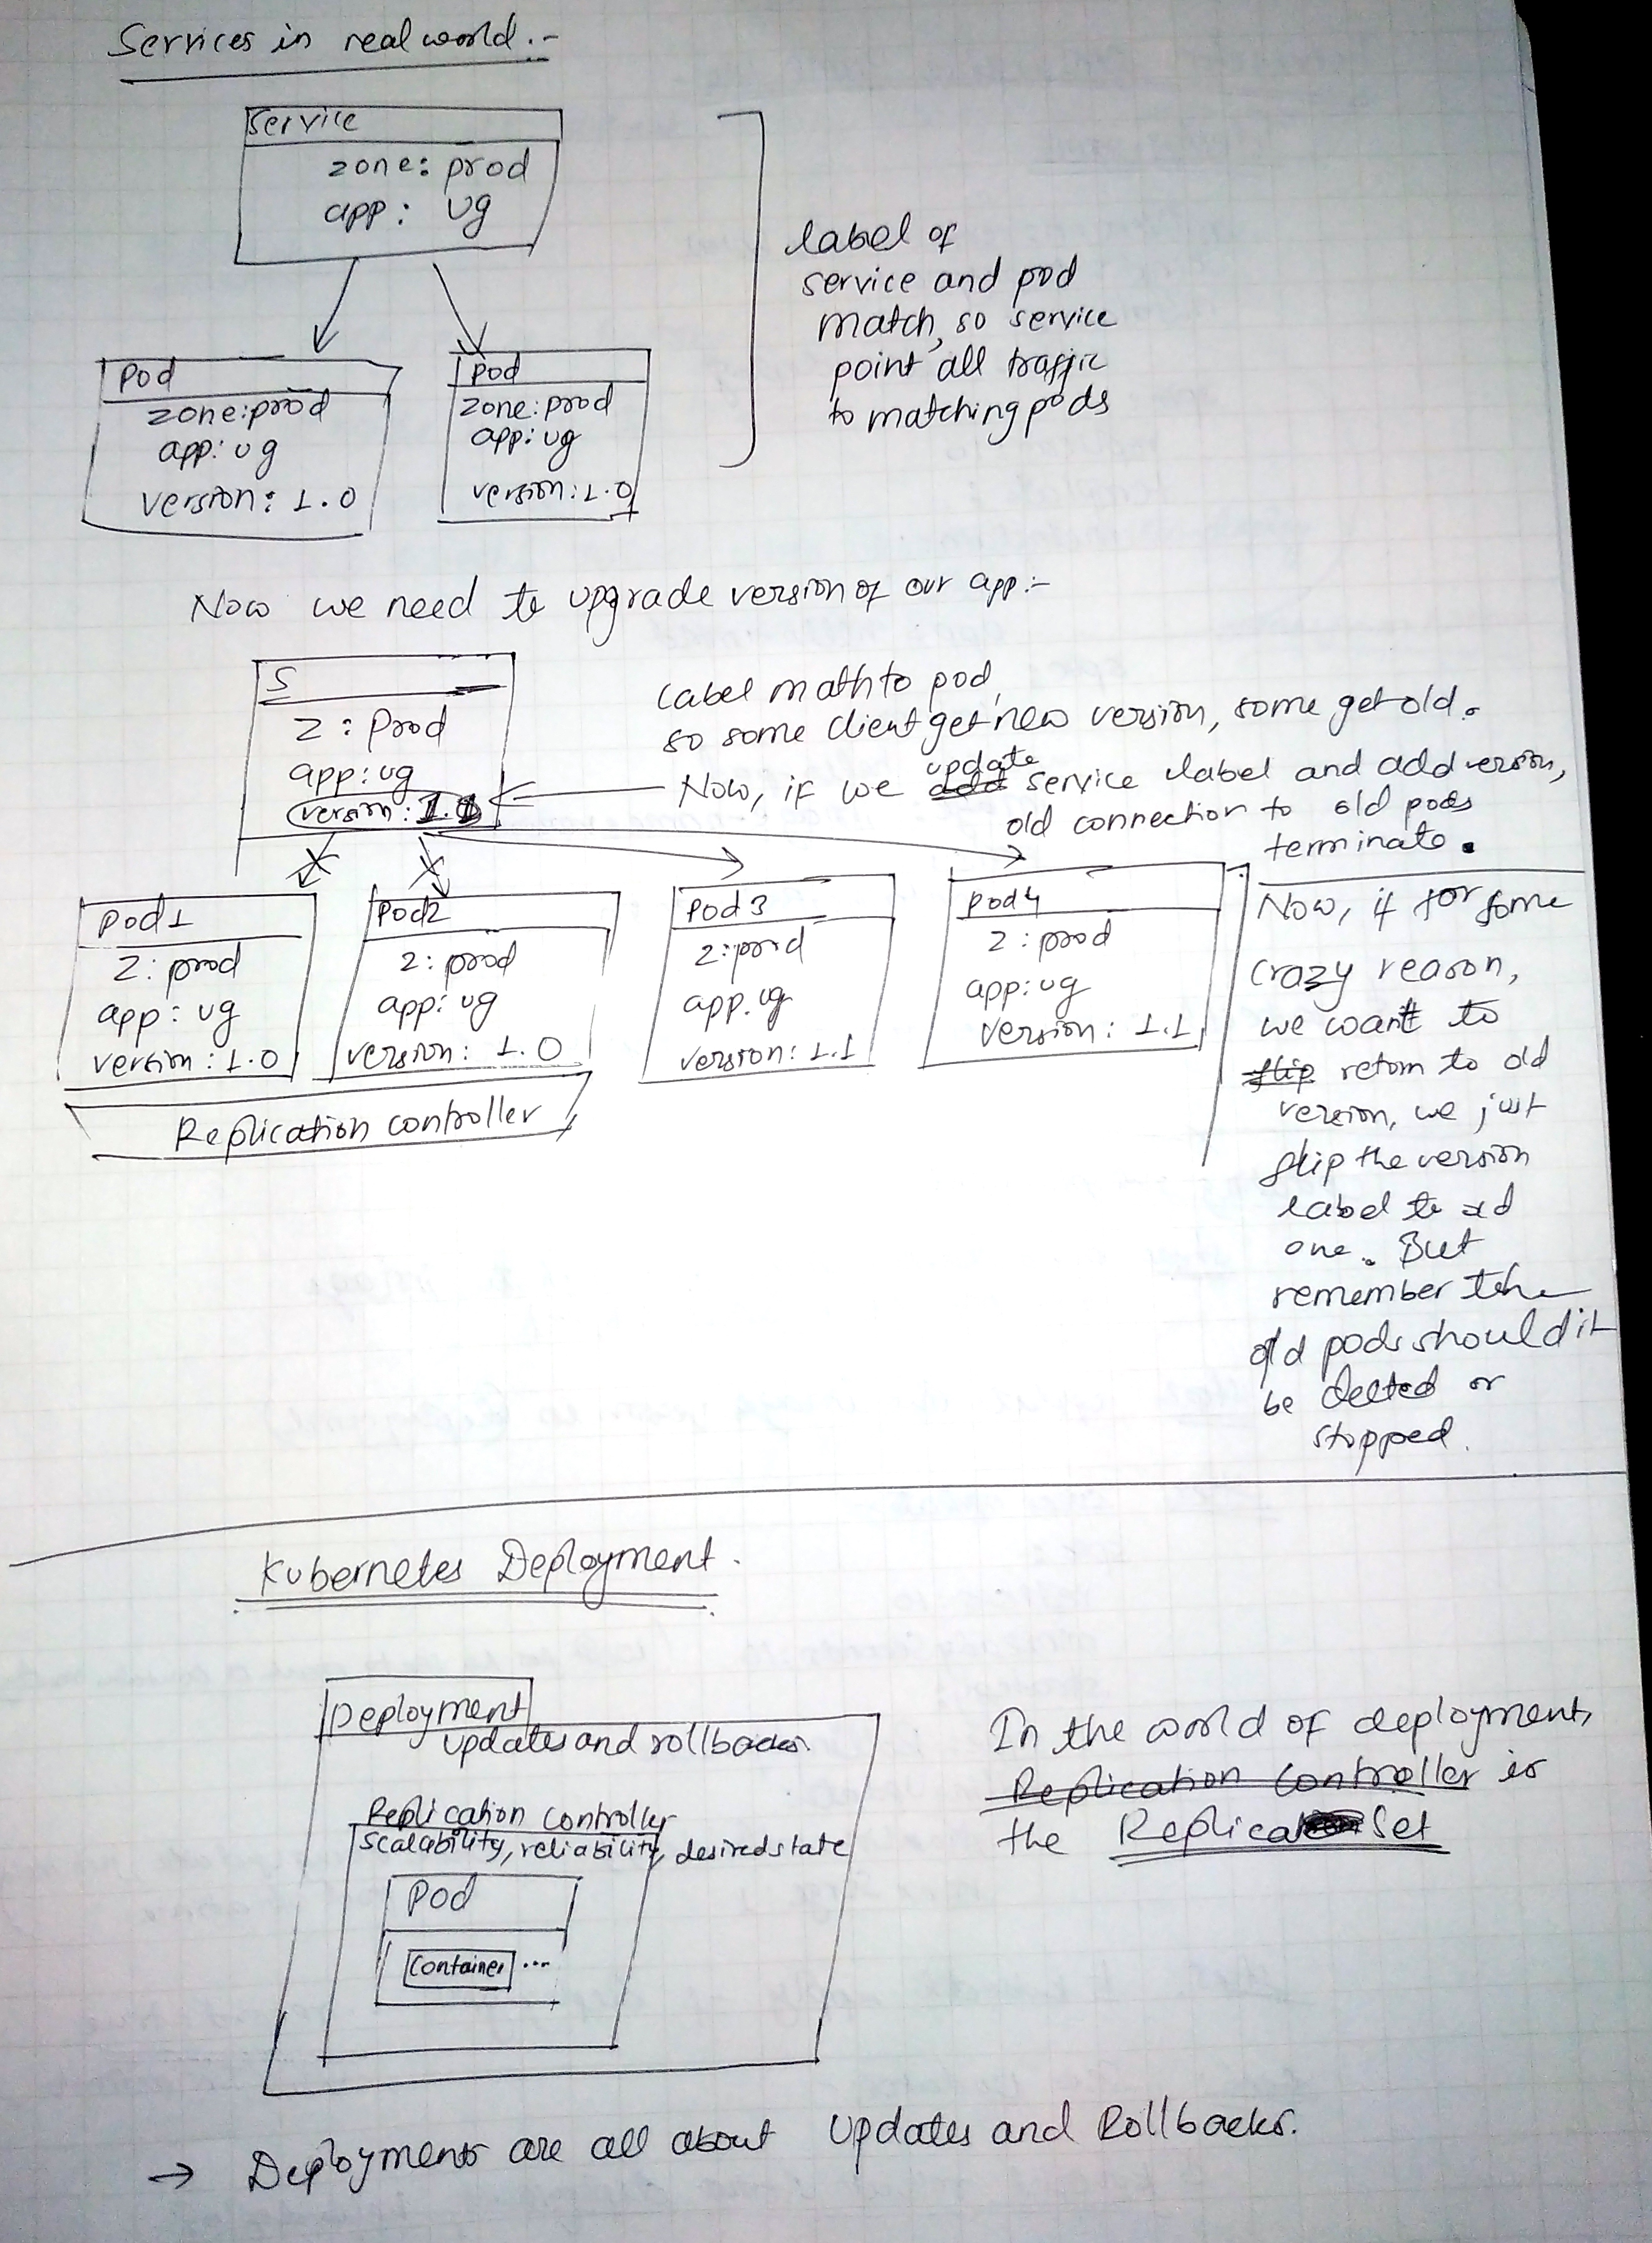 Services in real world :-
Service
zone: prod
app: ug
Pod
zone:prod
app: ug
version: 1.0
Pod
zone:prod
app: ug
version: 1.0
label of
service and pod
match, so service
point all traffic
to matching pods
Now we need to upgrade version of our app :-
S
Z : Prod
app: ug
version: 1.1
Label math to pod,
so some client get new version, some get old.
Now, if we add update service label and add version,
old connection to old pods
terminate.
Pod1
Z: prod
app: ug
version: 1.0
Pod2
Z: prod
app: ug
version: 1.0
Pod3
Z: prod
app. ug
version: 1.1
Pod4
Z : prod
app: ug
version: 1.1
Replication controller
Now, if for some
crazy reason,
we want to
flip return to old
version, we just
flip the version
label to old
one. But
remember the
old pods shouldn't
be deleted or
stopped.
Kubernetes Deployment.
Deployment
updates and rollbacks.
Replication controller
scalability, reliability, desired state
Pod
Container ...
In the world of deployment,
Replication Controller is
the Replica Set
→ Deployments are all about Updates and Rollbacks.